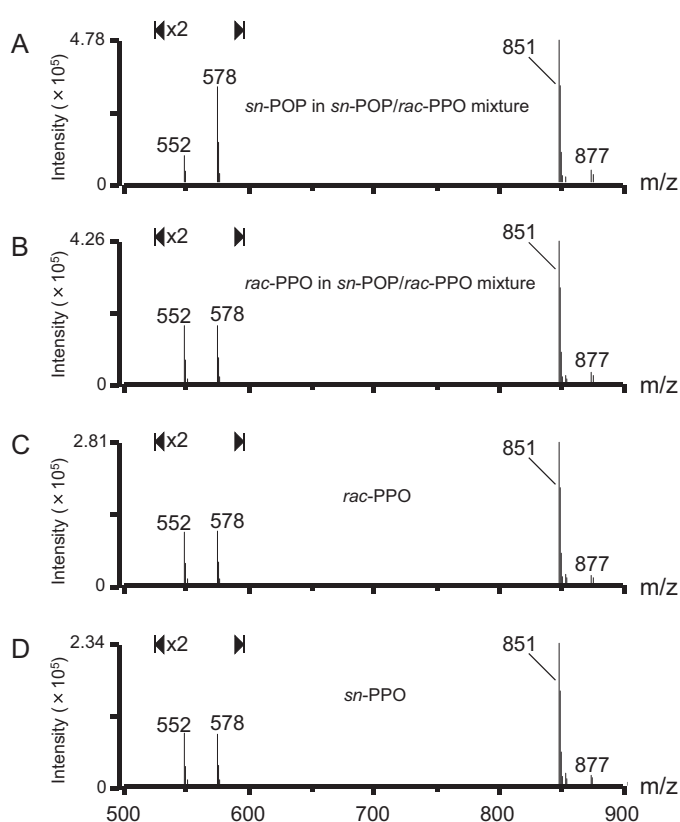 A
Intensity (×10⁵)
4.78
0
x2
552
578
sn-POP in sn-POP/rac-PPO mixture
851
877
m/z
B
Intensity (×10⁵)
4.26
0
x2
552
578
rac-PPO in sn-POP/rac-PPO mixture
851
877
m/z
C
Intensity (×10⁵)
2.81
0
x2
552
578
rac-PPO
851
877
m/z
D
Intensity (×10⁵)
2.34
0
x2
552
578
sn-PPO
851
877
m/z
500 600 700 800 900